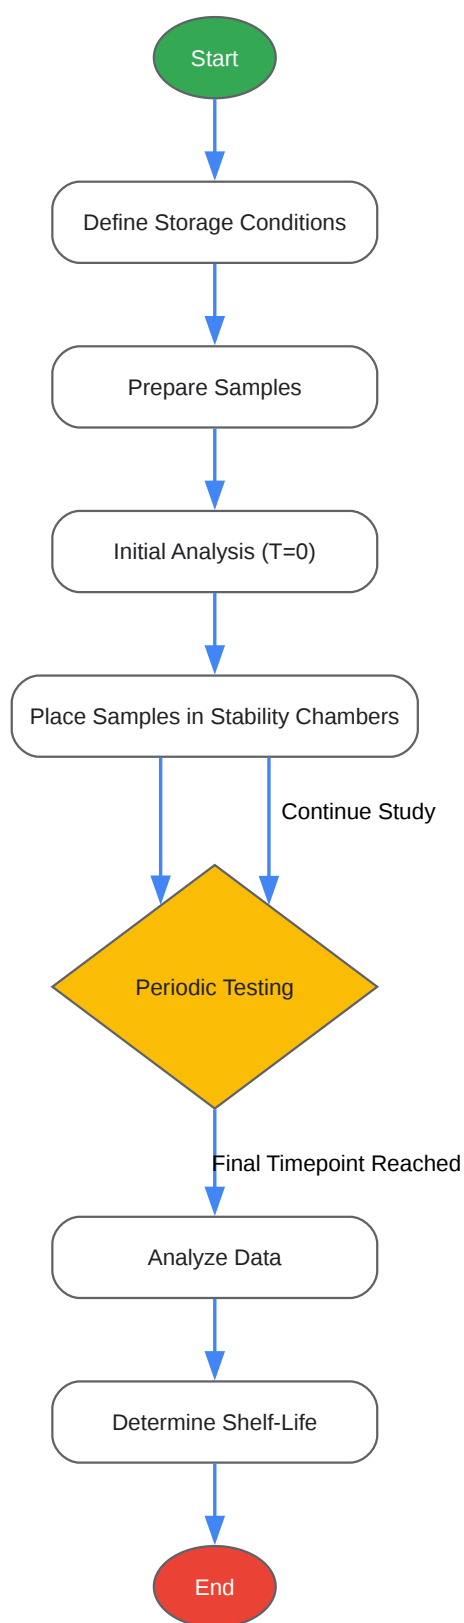 Start
Define Storage Conditions
Prepare Samples
Initial Analysis (T=0)
Place Samples in Stability Chambers
Continue Study
Periodic Testing
Final Timepoint Reached
Analyze Data
Determine Shelf-Life
End